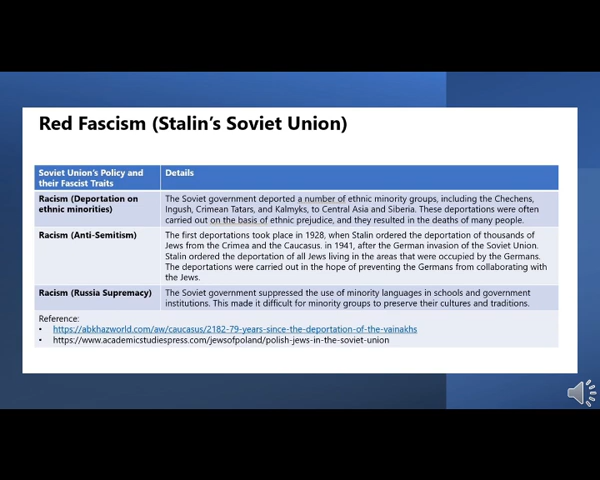 Red Fascism (Stalin's Soviet Union)
Soviet Union's Policy and
their Fascist Traits
Details
Racism (Deportation on
ethnic minorities)
The Soviet government deported a number of ethnic minority groups, including the Chechens,
Ingush, Crimean Tatars, and Kalmyks, to Central Asia and Siberia. These deportations were often
carried out on the basis of ethnic prejudice, and they resulted in the deaths of many people.
Racism (Anti-Semitism)
The first deportations took place in 1928, when Stalin ordered the deportation of thousands of
Jews from the Crimea and the Caucasus. in 1941, after the German invasion of the Soviet Union.
Stalin ordered the deportation of all Jews living in the areas that were occupied by the Germans.
The deportations were carried out in the hope of preventing the Germans from collaborating with
the Jews.
Racism (Russia Supremacy)
The Soviet government suppressed the use of minority languages in schools and government
institutions. This made it difficult for minority groups to preserve their cultures and traditions.
Reference:
• https://abkhazworld.com/aw/caucasus/2182-79-years-since-the-deportation-of-the-vainakhs
• https://www.academicstudiespress.com/jewsofpoland/polish-jews-in-the-soviet-union